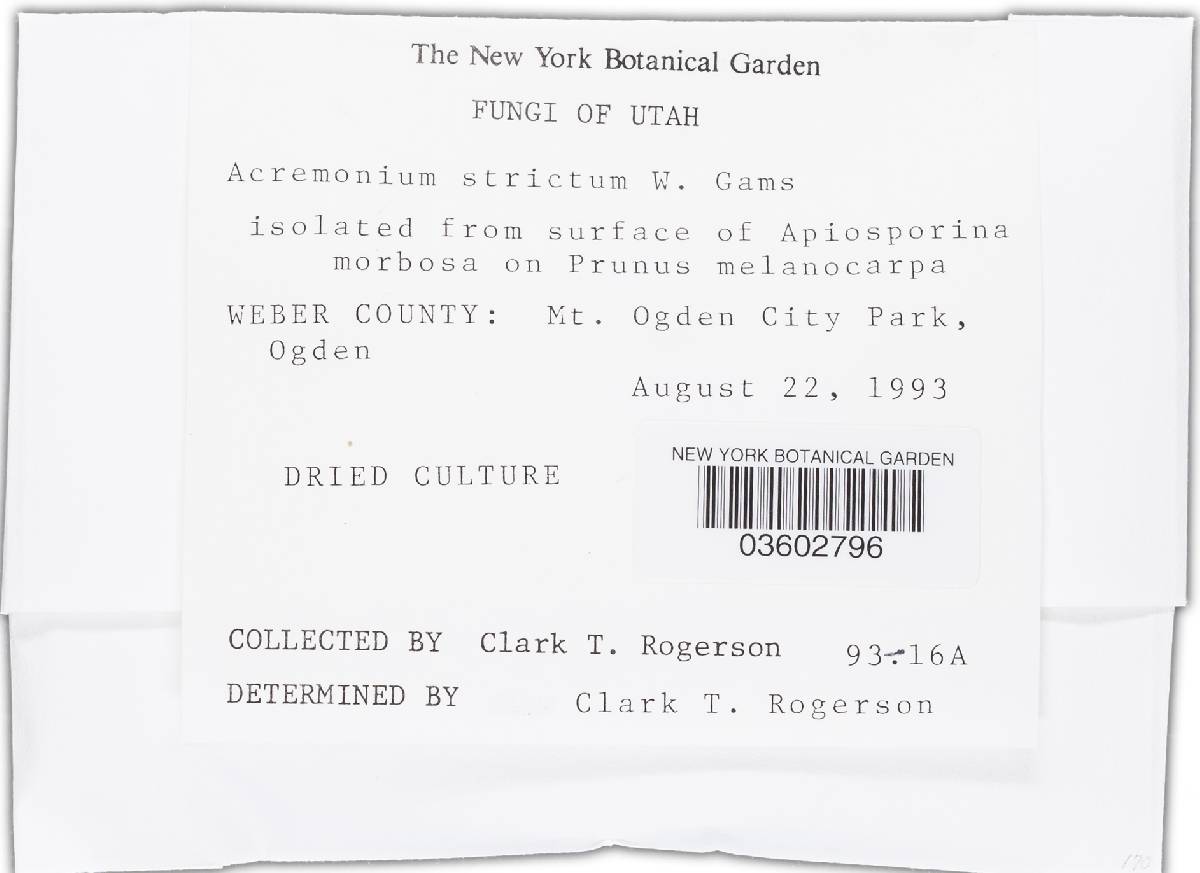 The New York Botanical Garden
FUNGI OF UTAH
Acremonium strictum W. Gams
isolated from surface of Apiosporina
morbosa on Prunus melanocarpa
WEBER COUNTY: Mt. Ogden City Park,
Ogden
August 22, 1993
DRIED CULTURE
NEW YORK BOTANICAL GARDEN
03602796
COLLECTED BY Clark T. Rogerson 93-16A
DETERMINED BY Clark T. Rogerson